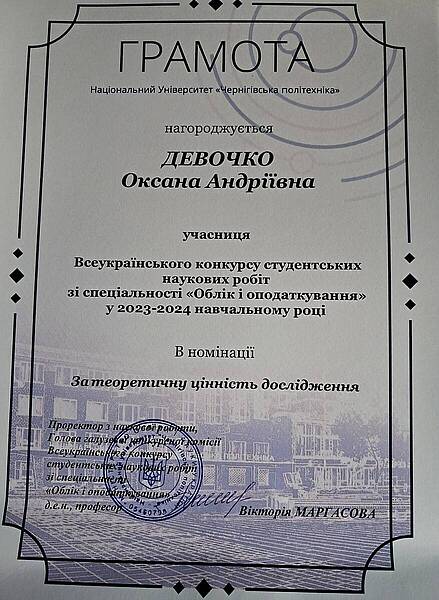 ГРАМОТА
Національний Університет «Чернігівська політехніка»
нагороджується
ДЕВОЧКО
Оксана Андріївна
учасниця
Всеукраїнського конкурсу студентських
наукових робіт
зі спеціальності «Облік і оподаткування»
у 2023-2024 навчальному році
В номінації
За теоретичну цінність дослідження
Проректор з наукової роботи,
Голова галузевої конкурсної комісії
Всеукраїнського конкурсу
студентських наукових робіт
зі спеціальності
«Облік і оподаткування»
д.е.н., професор
Вікторія МАРГАСОВА